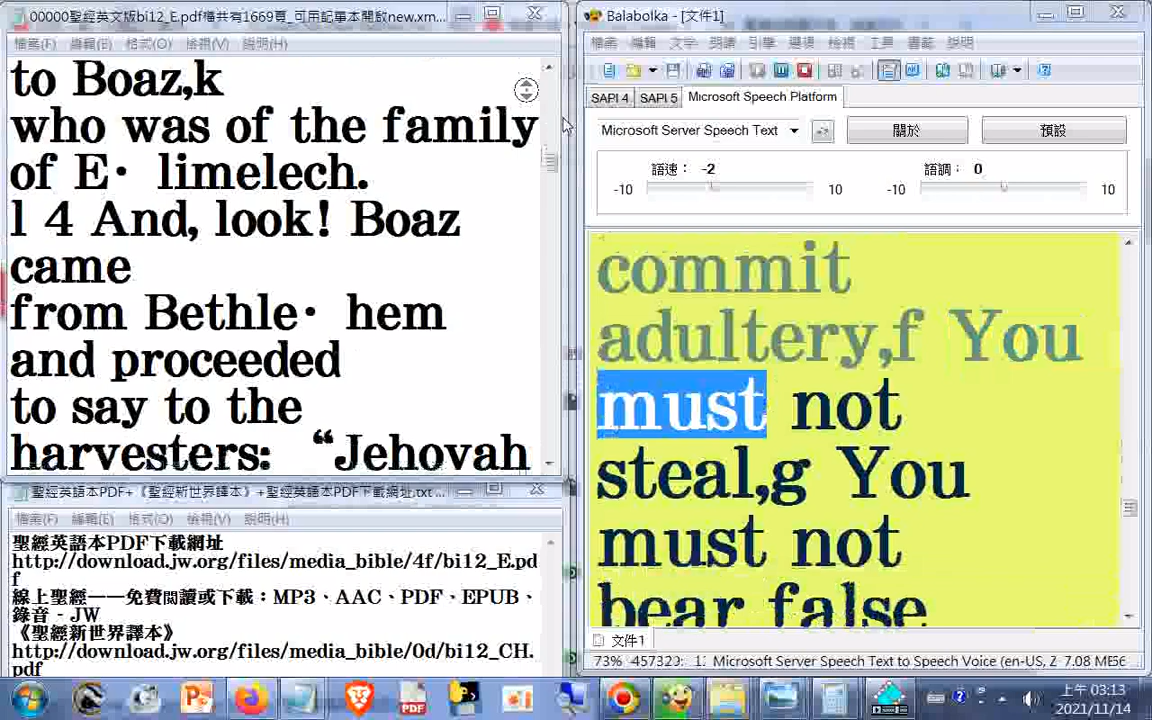 00000聖經英文版bi12_E.pdf檔共有1669頁_可用記事本開啟new.xm...
檔案(F) 編輯(E) 格式(O) 檢視(V) 說明(H)
to Boaz,k
who was of the family
of E· limelech.
l 4 And, look! Boaz
came
from Bethle· hem
and proceeded
to say to the
harvesters: “Jehovah
聖經英語本PDF+《聖經新世界譯本》+聖經英語本PDF下載網址.txt ...
檔案(F) 編輯(E) 格式(O) 檢視(V) 說明(H)
聖經英語本PDF下載網址
http://download.jw.org/files/media_bible/4f/bi12_E.pd
f
線上聖經——免費閱讀或下載：MP3、AAC、PDF、EPUB、
錄音 - JW
《聖經新世界譯本》
http://download.jw.org/files/media_bible/0d/bi12_CH.
pdf
Balabolka - [文件1]
檔案 編輯 文字 朗讀 引擎 選項 檢視 工具 書籤 說明
SAPI 4 SAPI 5 Microsoft Speech Platform
Microsoft Server Speech Text 關於 預設
語速： -2 語調： 0
-10 10 -10 10
commit
adultery,f You
must not
steal,g You
must not
bear false
文件1
73% 457323: Microsoft Server Speech Text to Speech Voice (en-US, Z 7.08 МБ
上午 03:13
2021/11/14